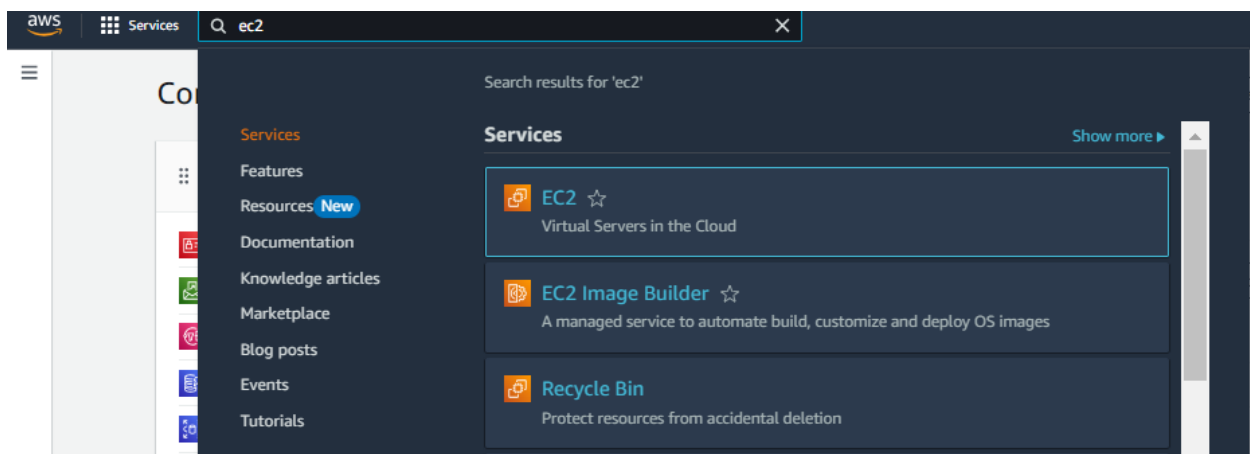 aws
Services
ec2
Search results for 'ec2'
Services
Features
Resources New
Documentation
Knowledge articles
Marketplace
Blog posts
Events
Tutorials
Services
Show more
EC2
Virtual Servers in the Cloud
EC2 Image Builder
A managed service to automate build, customize and deploy OS images
Recycle Bin
Protect resources from accidental deletion